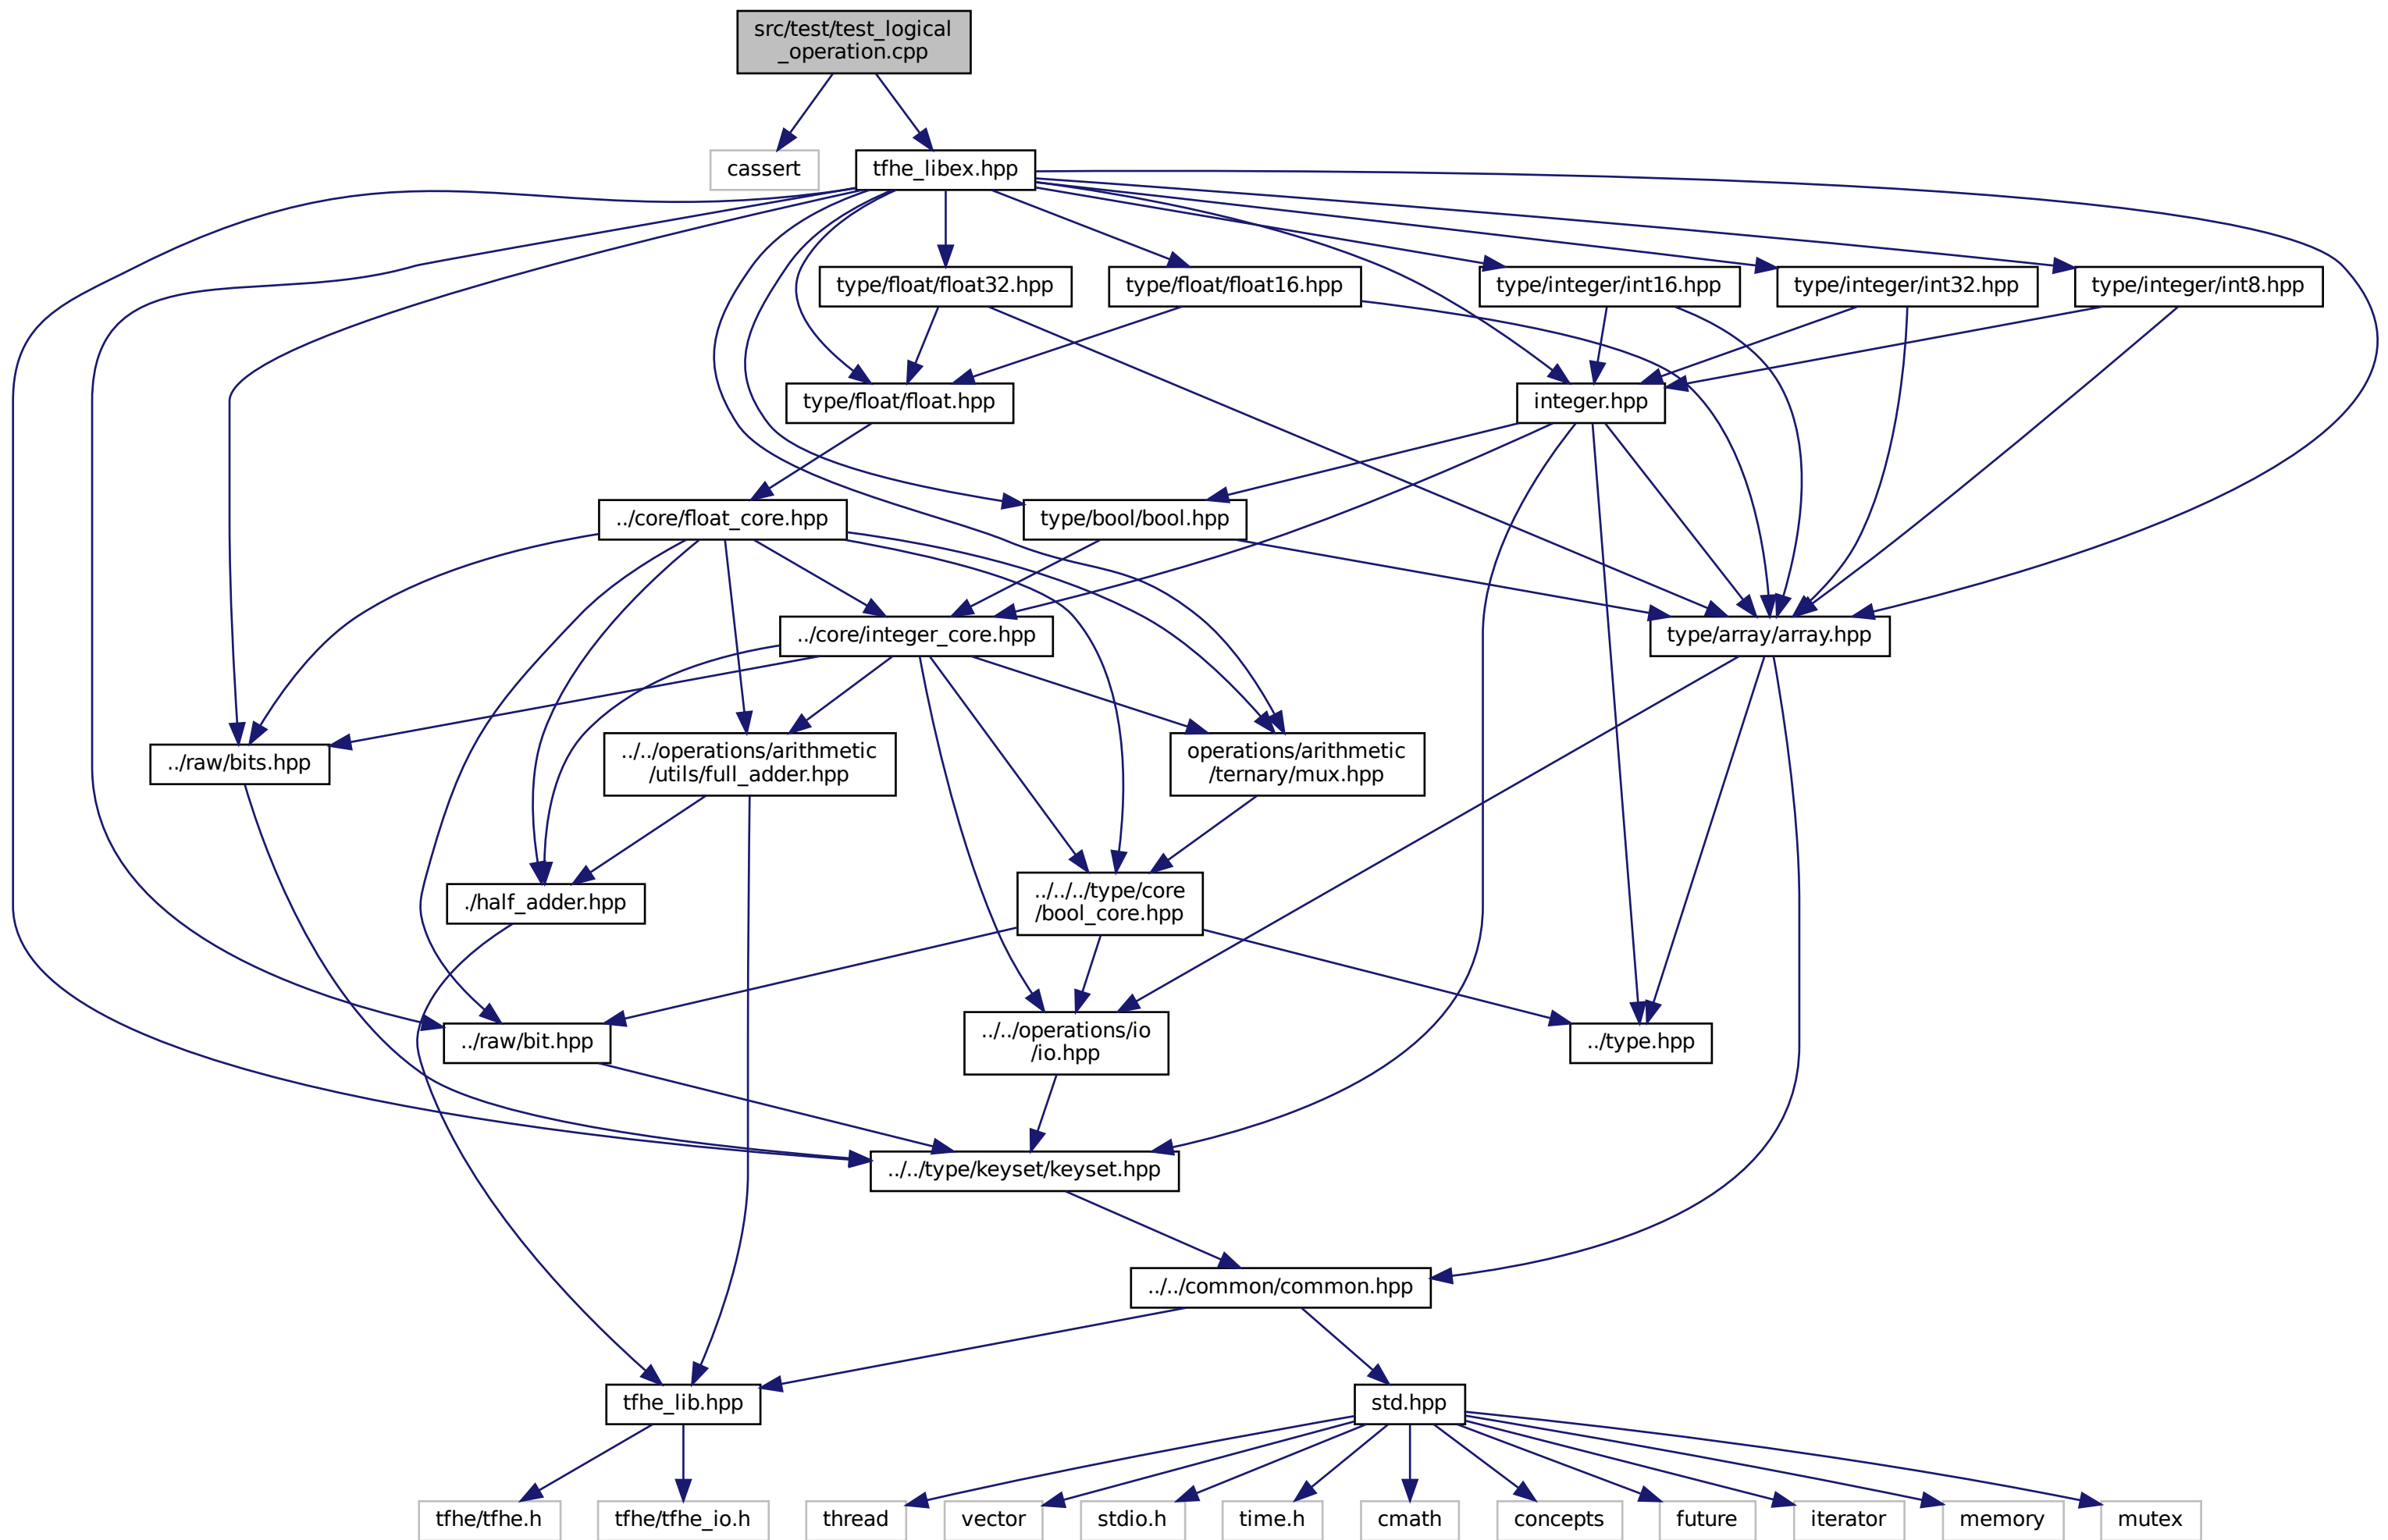 src/test/test_logical
_operation.cpp
cassert
tfhe_libex.hpp
type/float/float32.hpp
type/float/float16.hpp
type/integer/int16.hpp
type/integer/int32.hpp
type/integer/int8.hpp
type/float/float.hpp
integer.hpp
../core/float_core.hpp
type/bool/bool.hpp
../core/integer_core.hpp
type/array/array.hpp
../raw/bits.hpp
../../operations/arithmetic
/utils/full_adder.hpp
operations/arithmetic
/ternary/mux.hpp
./half_adder.hpp
../../../type/core
/bool_core.hpp
../raw/bit.hpp
../../operations/io
/io.hpp
../type.hpp
../../type/keyset/keyset.hpp
../../common/common.hpp
tfhe_lib.hpp
std.hpp
tfhe/tfhe.h
tfhe/tfhe_io.h
thread
vector
stdio.h
time.h
cmath
concepts
future
iterator
memory
mutex